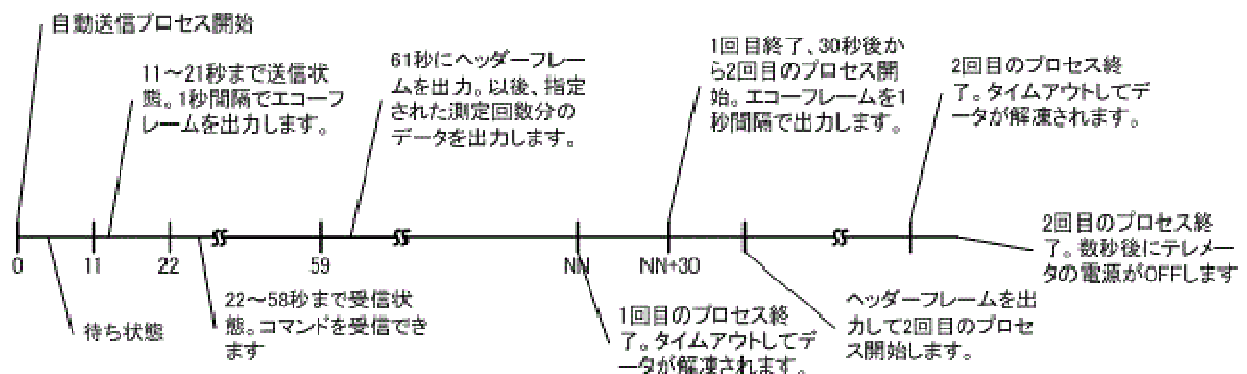 自動送信プロセス開始
11～21秒まで送信状
態。1秒間隔でエコーフ
レームを出力します。
61秒にヘッダーフレー
ムを出力。以後、指定
された測定回数分の
データを出力します。
1回目終了、30秒後か
ら2回目のプロセス開
始。エコーフレームを1
秒間隔で出力します。
2回目のプロセス終
了。タイムアウトしてデ
ータが解凍されます。
0
11
22
59
NN
NN+30
待ち状態
22～58秒まで受信状
態。コマンドを受信でき
ます
1回目のプロセス終
了。タイムアウトしてデ
ータが解凍されます。
ヘッダーフレームを出
力して2回目のプロセ
ス開始します。
2回目のプロセス終
了。数秒後にテレメー
タの電源がOFFします